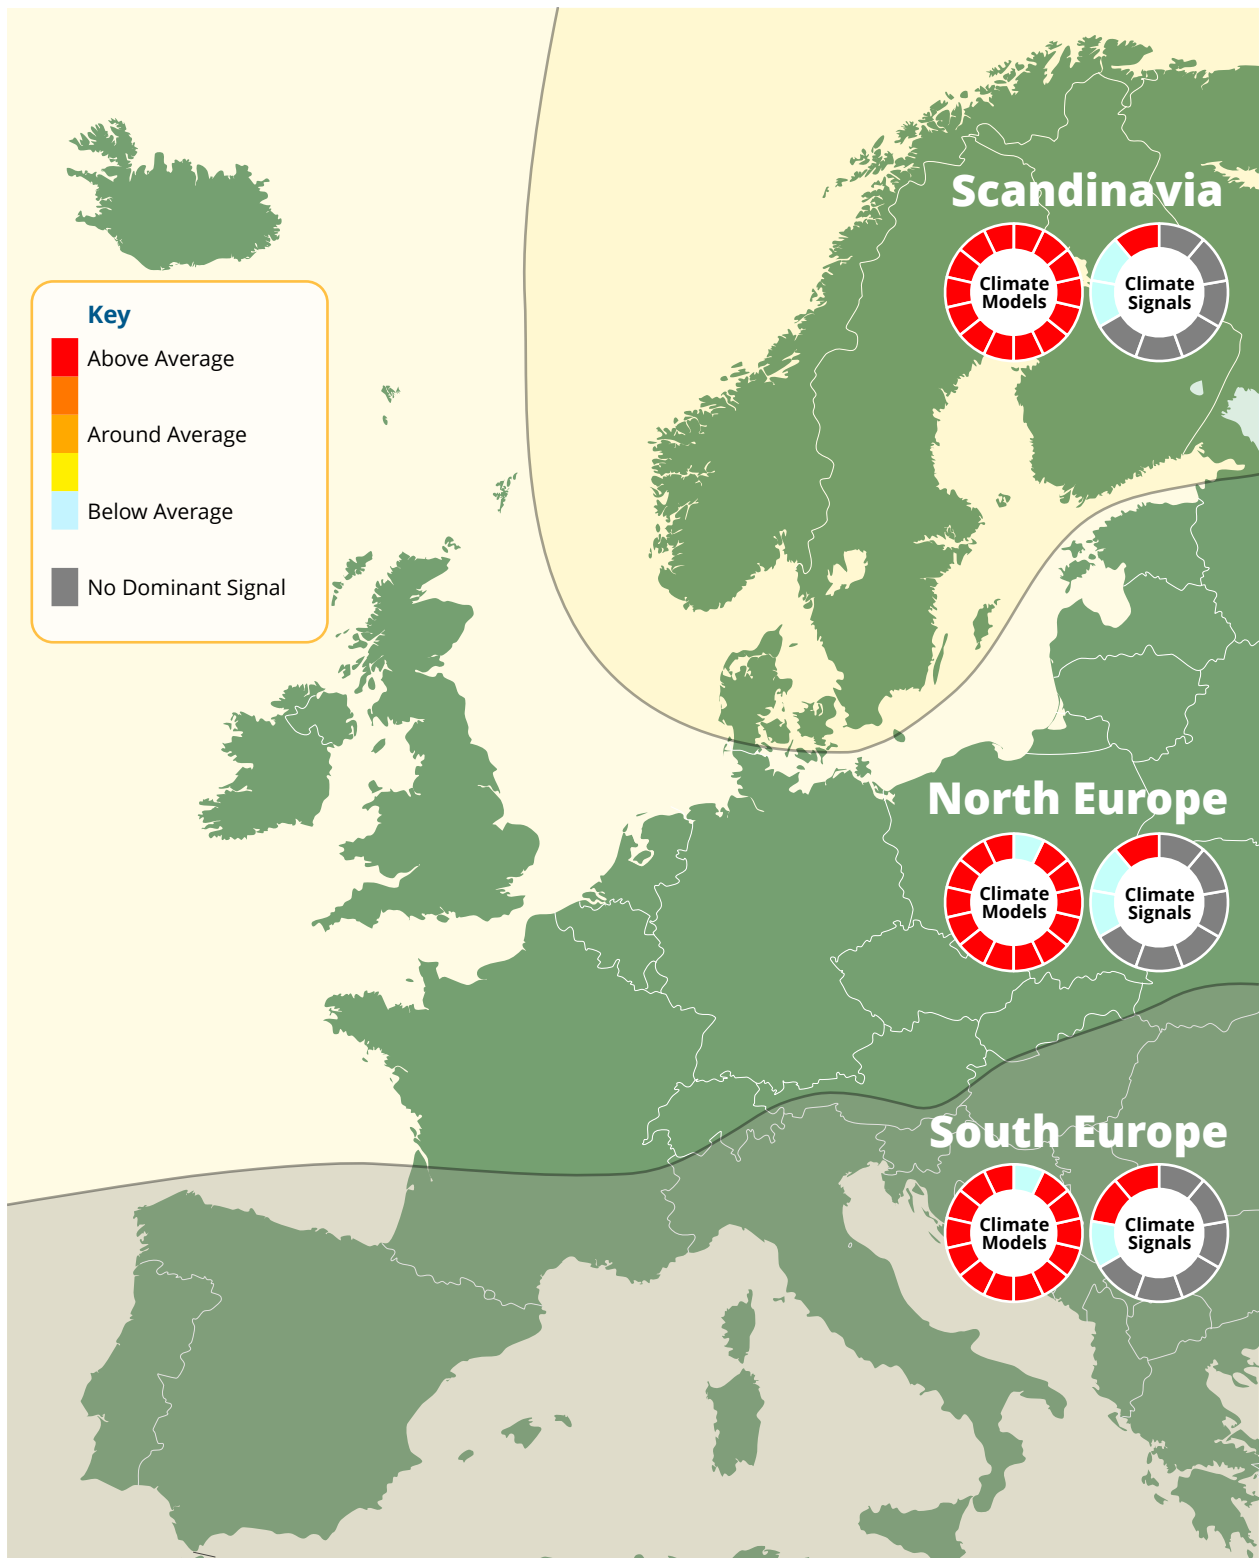 Scandinavia
Climate
Models
Climate
Signals
Key
Above Average
Around Average
Below Average
No Dominant Signal
North Europe
Climate
Models
Climate
Signals
South Europe
Climate
Models
Climate
Signals